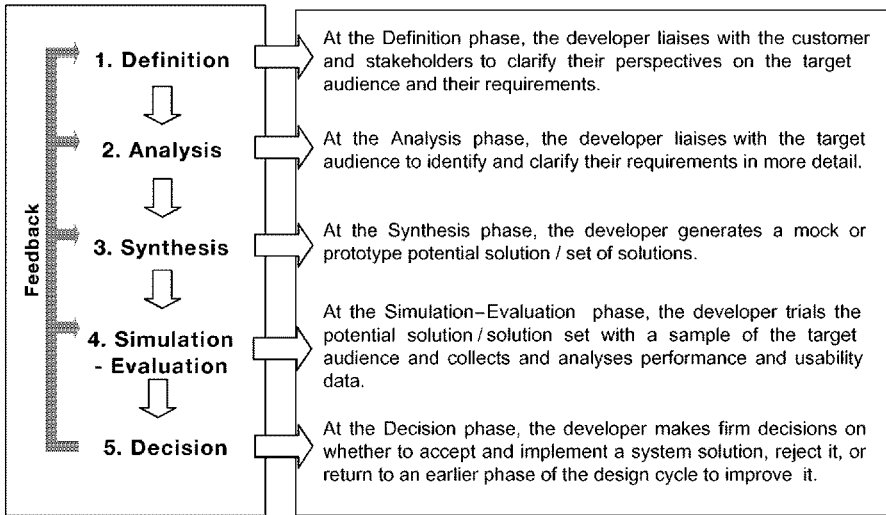 Feedback
1. Definition
At the Definition phase, the developer liaises with the customer
and stakeholders to clarify their perspectives on the target
audience and their requirements.
2. Analysis
At the Analysis phase, the developer liaises with the target
audience to identify and clarify their requirements in more detail.
3. Synthesis
At the Synthesis phase, the developer generates a mock or
prototype potential solution / set of solutions.
4. Simulation
- Evaluation
At the Simulation–Evaluation phase, the developer trials the
potential solution / solution set with a sample of the target
audience and collects and analyses performance and usability
data.
5. Decision
At the Decision phase, the developer makes firm decisions on
whether to accept and implement a system solution, reject it, or
return to an earlier phase of the design cycle to improve it.